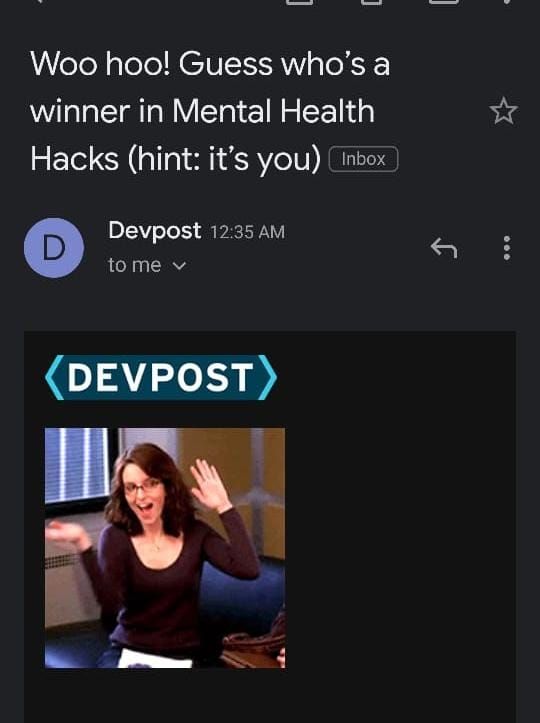 Woo hoo! Guess who's a
winner in Mental Health
Hacks (hint: it's you) Inbox
D
Devpost 12:35 AM
to me
DEVPOST